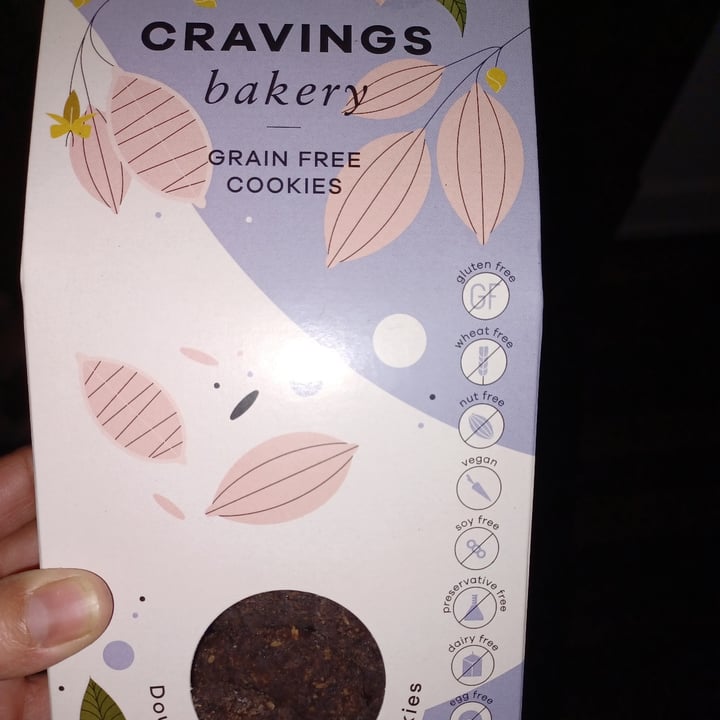 CRAVINGS
bakery
GRAIN FREE
COOKIES
gluten free
GF
wheat free
nut free
vegan
soy free
preservative free
dairy free
egg free